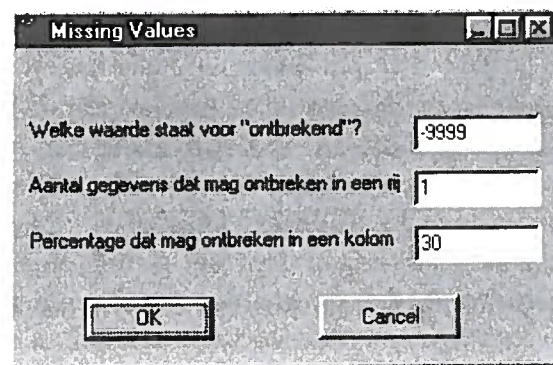 Missing Values
Welke waarde staat voor "ontbrekend"? -9999
Aantal gegevens dat mag ontbreken in een rij 1
Percentage dat mag ontbreken in een kolom 30
OK Cancel